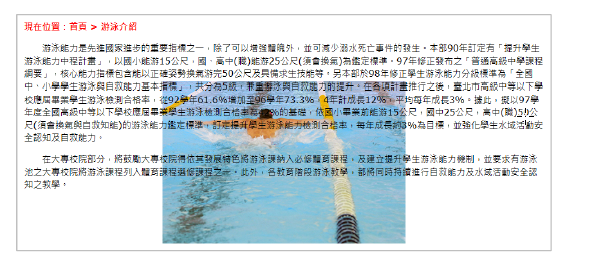 現在位置：首頁 > 游泳介紹
游泳能力是先進國家進步的重要指標之一，除了可以增強體魄外，並可減少溺水死亡事件的發生。本部90年訂定有「提升學生
游泳能力中程計畫」，以國小能游15公尺，國、高中(職)能游25公尺(須會換氣)為鑑定標準。97年修正發布之「普通高級中學課程
綱要」，核心能力指標包含能以正確姿勢換氣游完50公尺及具備求生技能等。另本部於98年修正學生游泳能力分級標準為「全國
中、小學學生游泳與自救能力基本指標」，共分為5級，兼重游泳與自救能力的提升。在各項計畫推行之後，臺北市高級中等以下學
校應屆畢業學生游泳檢測合格率，從92學年61.6%增加至96學年73.3%，4年計成長12%，平均每年成長3%。據此，擬以97學
年度全國高級中等以下學校應屆畢業學生游泳檢測合格率為 %的基礎，依國小畢業前能游15公尺，國中25公尺，高中(職)50公
尺(須會換氣與自救知能)的游泳能力鑑定標準，訂定提升學生游泳能力檢測合格率，每年成長約3%為目標，並強化學生水域活動安
全認知及自救能力。
在大專院校部分，將鼓勵大專院校得依其發展特色將游泳課納入必修體育課程，及建立提升學生游泳能力機制，並要求有游泳
池之大專院校將游泳課程列入體育課程選修課程之一。此外，各教育階段游泳教學，都將同時持續進行自救能力及水域活動安全認
知之教學。